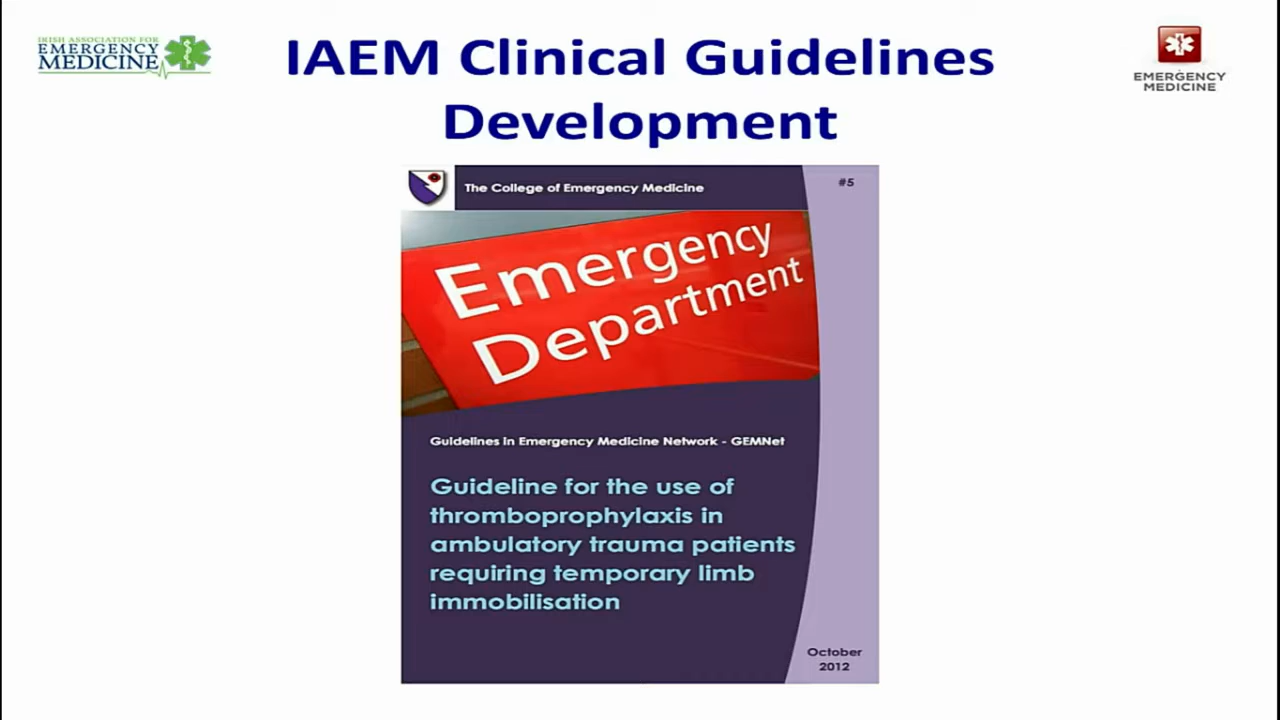 IRISH ASSOCIATION FOR
EMERGENCY
MEDICINE
IAEM Clinical Guidelines
Development
EMERGENCY
MEDICINE
The College of Emergency Medicine
#5
Emergency
Department
Guidelines in Emergency Medicine Network - GEMNet
Guideline for the use of
thromboprophylaxis in
ambulatory trauma patients
requiring temporary limb
immobilisation
October
2012